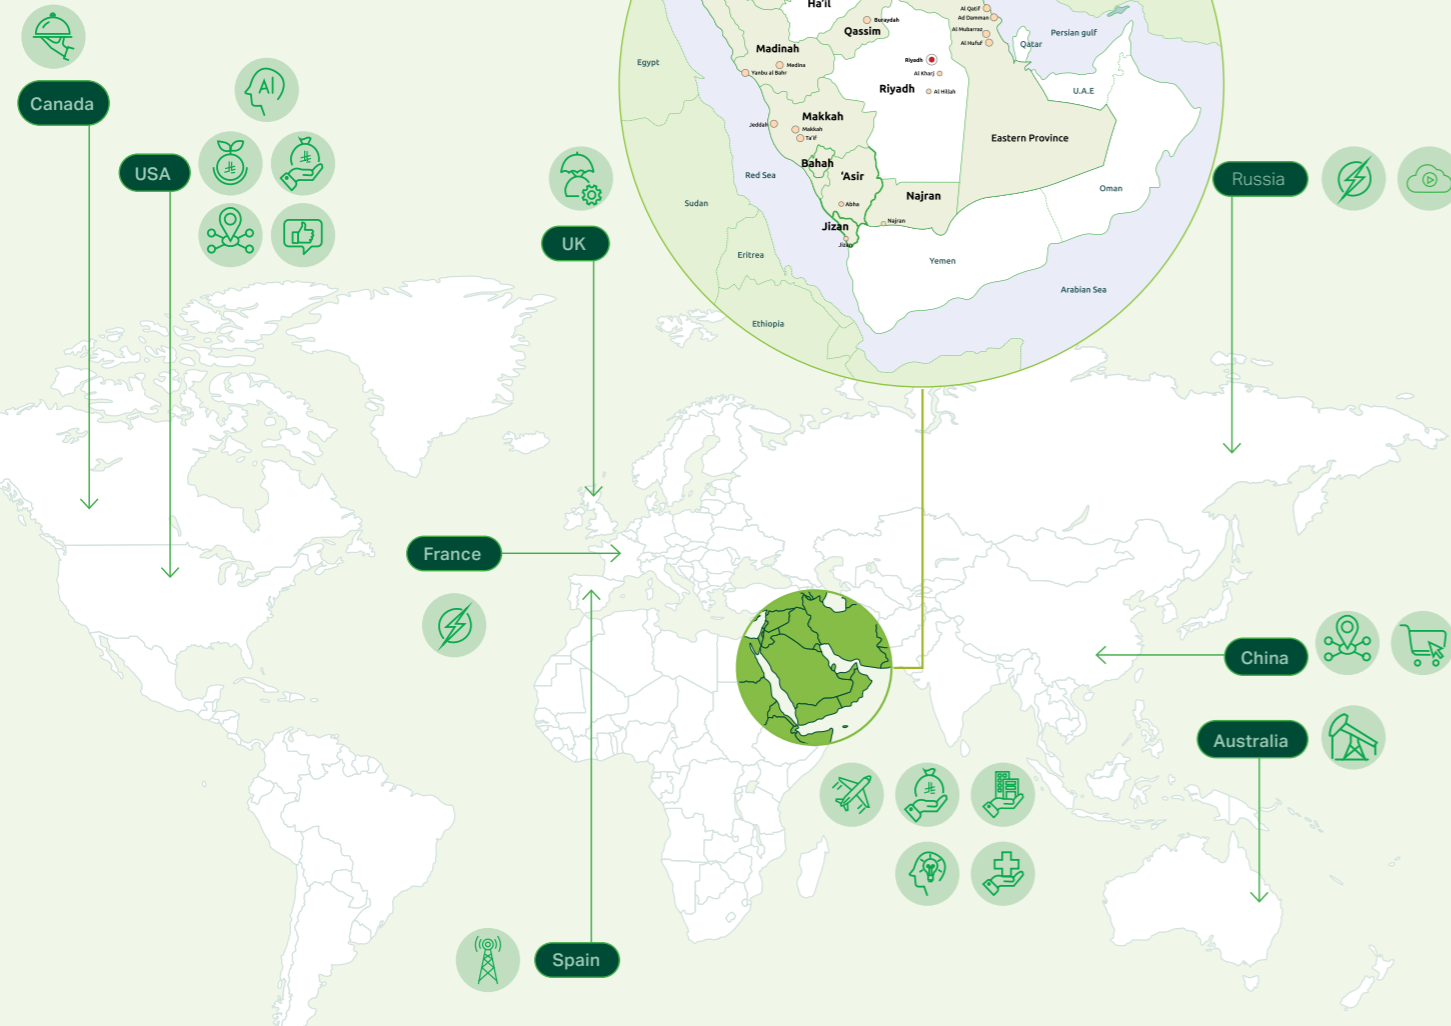 Ha'il
Al Qatif
Ad Damman
Buraydah
Qassim
Al Mubarraz
Al Hufuf
Persian gulf
Qatar
Madinah
Medina
Yanbu al Bahr
Egypt
Riyadh
Al Kharj
Riyadh
Al Hillah
U.A.E
Canada
AI
Makkah
Jeddah
Makkah
Ta'if
Eastern Province
Bahah
'Asir
USA
Red Sea
Russia
Oman
Najran
Sudan
Abha
Najran
Jizan
Jizan
UK
Eritrea
Yemen
Arabian Sea
Ethiopia
France
China
Australia
Spain